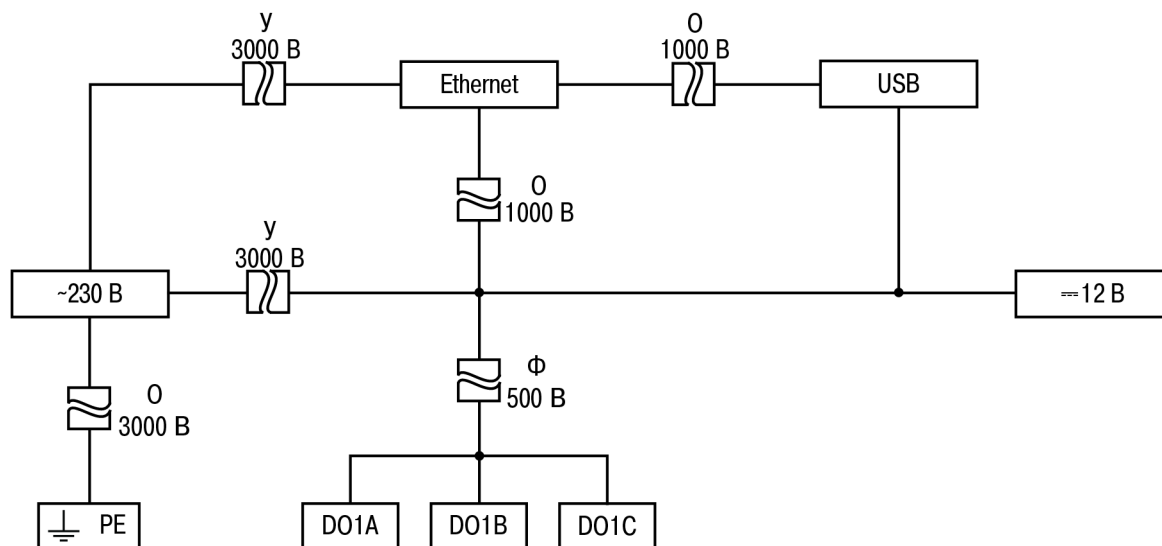 у
3000 В
О
1000 В
Ethernet
USB
О
1000 В
у
3000 В
~230 В
⎓12 В
Ф
500 В
О
3000 В
PE
DO1A
DO1B
DO1C